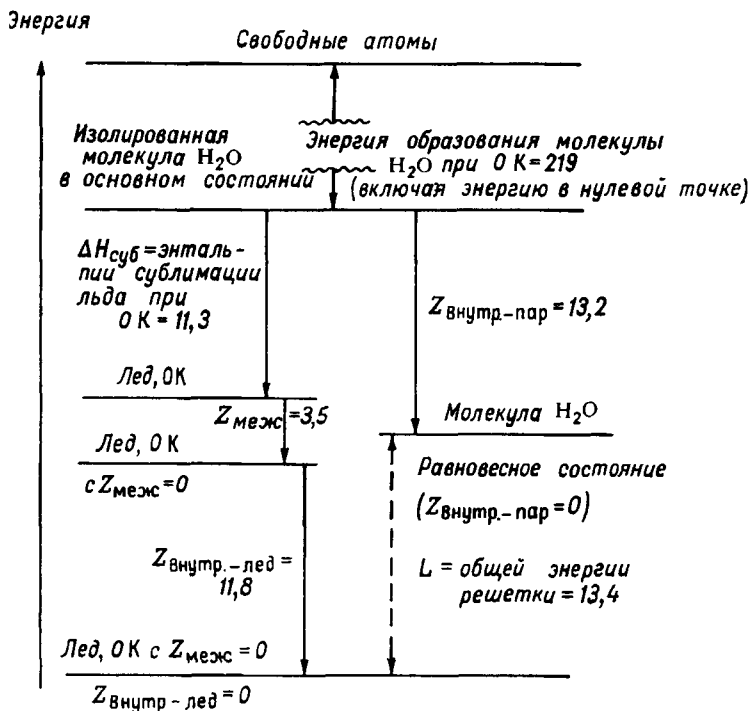 Энергия
Свободные атомы
Изолированная
молекула H₂O
в основном состоянии
Энергия образования молекулы
H₂O при 0 К=219
(включая энергию в нулевой точке)
ΔHсуб=энталь-
пии сублимации
льда при
0 К=11,3
Zвнутр.-пар=13,2
Лед, 0К
Zмеж=3,5
Молекула H₂O
Лед, 0 К
с Zмеж=0
Равновесное состояние
(Zвнутр.-пар=0)
Zвнутр.-лед=
11,8
L = общей энергии
решетки=13,4
Лед, 0К с Zмеж=0
Zвнутр-лед=0